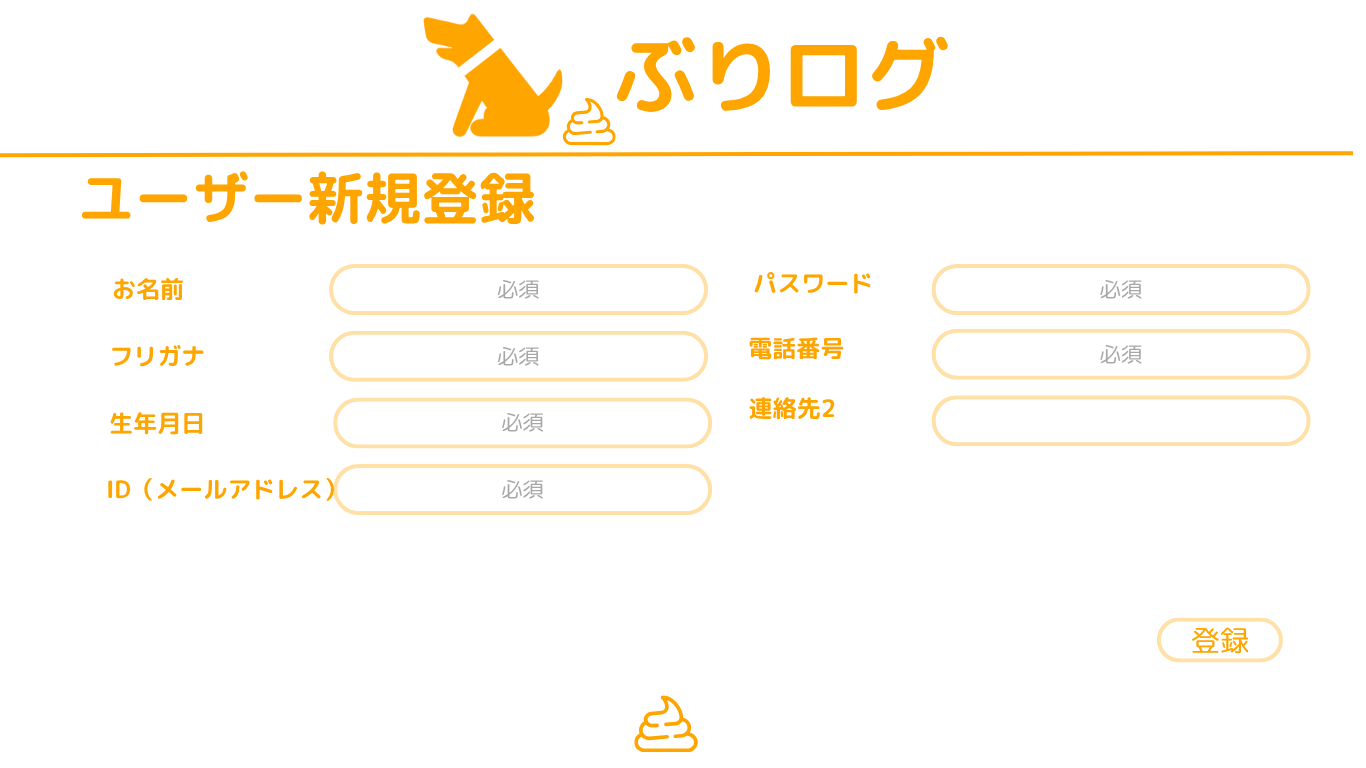 ぶりログ
ユーザー新規登録
お名前
必須
フリガナ
必須
生年月日
必須
ID（メールアドレス）
必須
パスワード
必須
電話番号
必須
連絡先2
登録